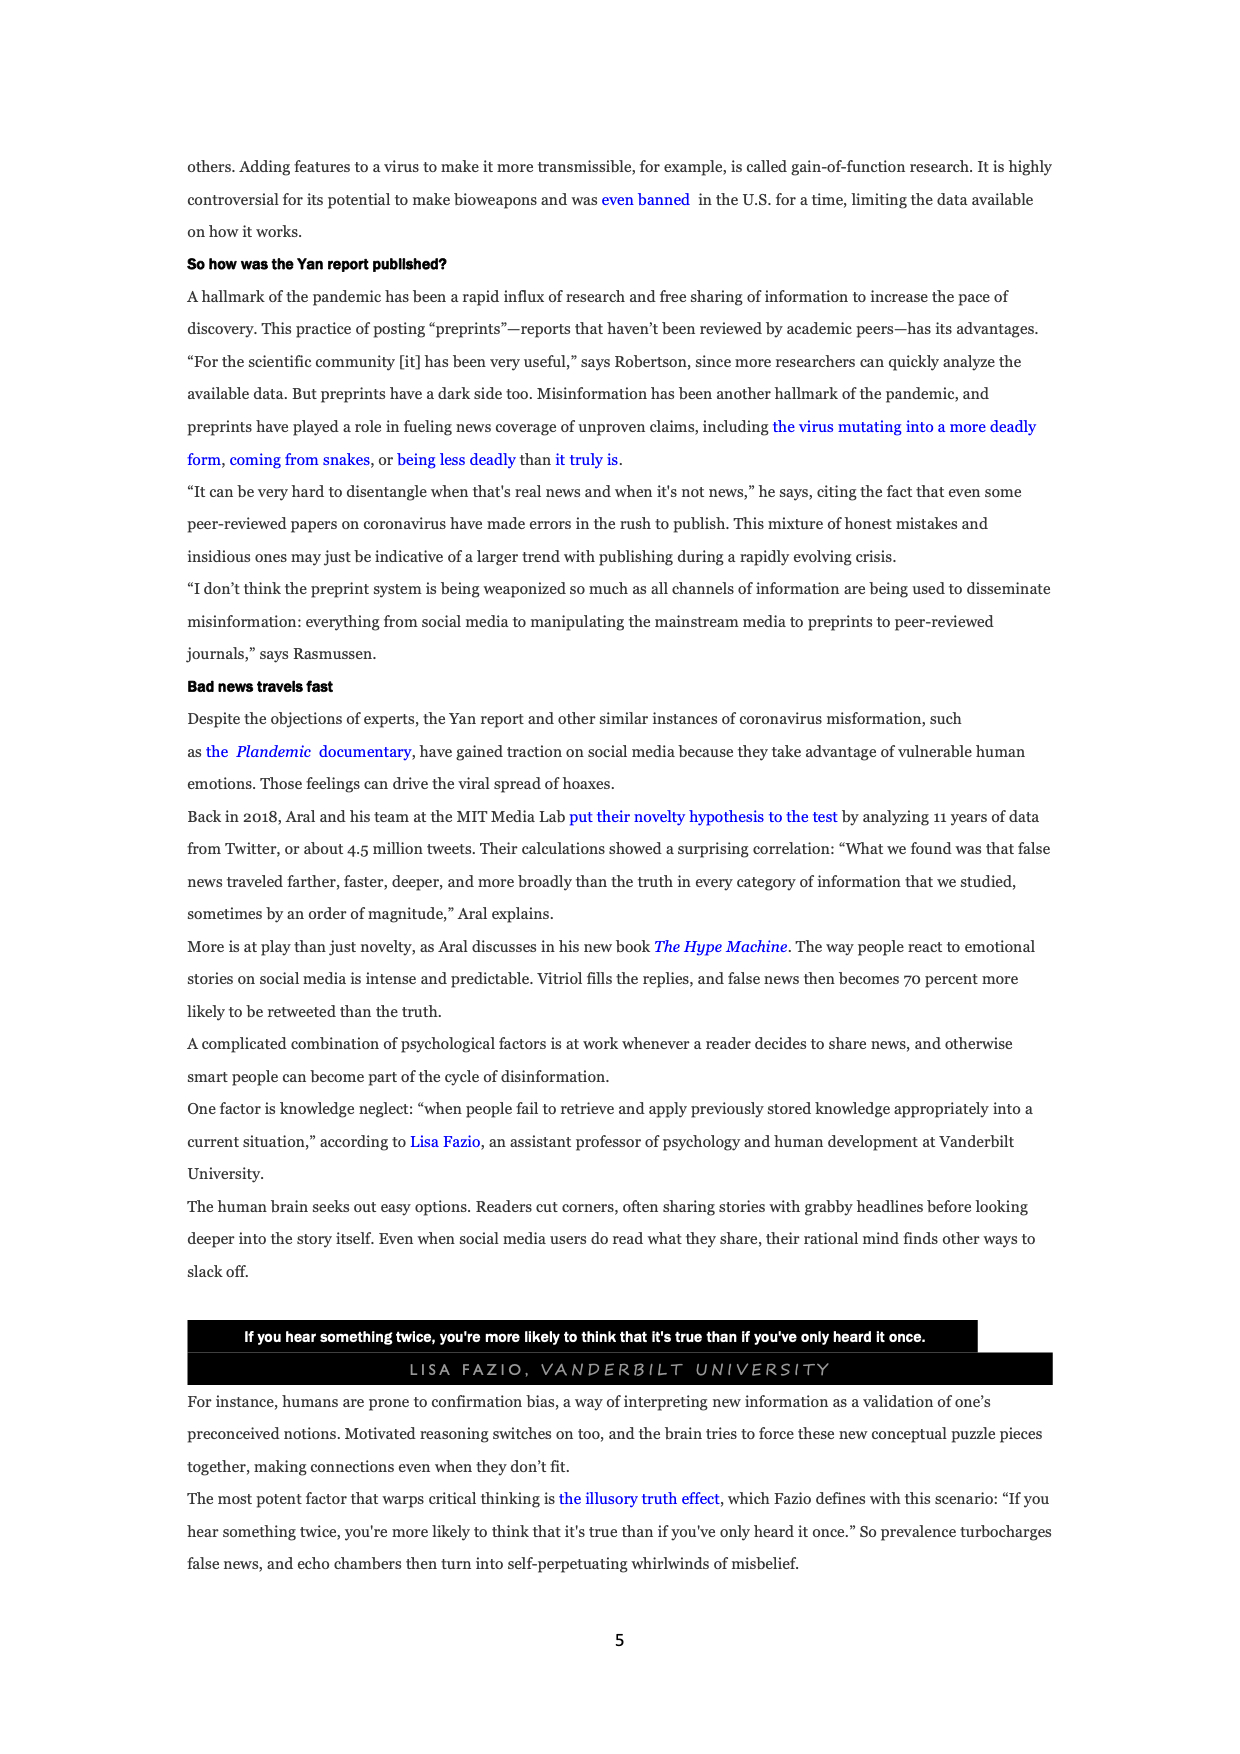 others. Adding features to a virus to make it more transmissible, for example, is called gain-of-function research. It is highly
controversial for its potential to make bioweapons and was even banned in the U.S. for a time, limiting the data available
on how it works.
So how was the Yan report published?
A hallmark of the pandemic has been a rapid influx of research and free sharing of information to increase the pace of
discovery. This practice of posting “preprints”—reports that haven’t been reviewed by academic peers—has its advantages.
“For the scientific community [it] has been very useful,” says Robertson, since more researchers can quickly analyze the
available data. But preprints have a dark side too. Misinformation has been another hallmark of the pandemic, and
preprints have played a role in fueling news coverage of unproven claims, including the virus mutating into a more deadly
form, coming from snakes, or being less deadly than it truly is.
“It can be very hard to disentangle when that's real news and when it's not news,” he says, citing the fact that even some
peer-reviewed papers on coronavirus have made errors in the rush to publish. This mixture of honest mistakes and
insidious ones may just be indicative of a larger trend with publishing during a rapidly evolving crisis.
“I don’t think the preprint system is being weaponized so much as all channels of information are being used to disseminate
misinformation: everything from social media to manipulating the mainstream media to preprints to peer-reviewed
journals,” says Rasmussen.
Bad news travels fast
Despite the objections of experts, the Yan report and other similar instances of coronavirus misformation, such
as the Plandemic documentary, have gained traction on social media because they take advantage of vulnerable human
emotions. Those feelings can drive the viral spread of hoaxes.
Back in 2018, Aral and his team at the MIT Media Lab put their novelty hypothesis to the test by analyzing 11 years of data
from Twitter, or about 4.5 million tweets. Their calculations showed a surprising correlation: “What we found was that false
news traveled farther, faster, deeper, and more broadly than the truth in every category of information that we studied,
sometimes by an order of magnitude,” Aral explains.
More is at play than just novelty, as Aral discusses in his new book The Hype Machine. The way people react to emotional
stories on social media is intense and predictable. Vitriol fills the replies, and false news then becomes 70 percent more
likely to be retweeted than the truth.
A complicated combination of psychological factors is at work whenever a reader decides to share news, and otherwise
smart people can become part of the cycle of disinformation.
One factor is knowledge neglect: “when people fail to retrieve and apply previously stored knowledge appropriately into a
current situation,” according to Lisa Fazio, an assistant professor of psychology and human development at Vanderbilt
University.
The human brain seeks out easy options. Readers cut corners, often sharing stories with grabby headlines before looking
deeper into the story itself. Even when social media users do read what they share, their rational mind finds other ways to
slack off.
If you hear something twice, you're more likely to think that it's true than if you've only heard it once.
LISA FAZIO, VANDERBILT UNIVERSITY
For instance, humans are prone to confirmation bias, a way of interpreting new information as a validation of one’s
preconceived notions. Motivated reasoning switches on too, and the brain tries to force these new conceptual puzzle pieces
together, making connections even when they don’t fit.
The most potent factor that warps critical thinking is the illusory truth effect, which Fazio defines with this scenario: “If you
hear something twice, you're more likely to think that it's true than if you've only heard it once.” So prevalence turbocharges
false news, and echo chambers then turn into self-perpetuating whirlwinds of misbelief.
5